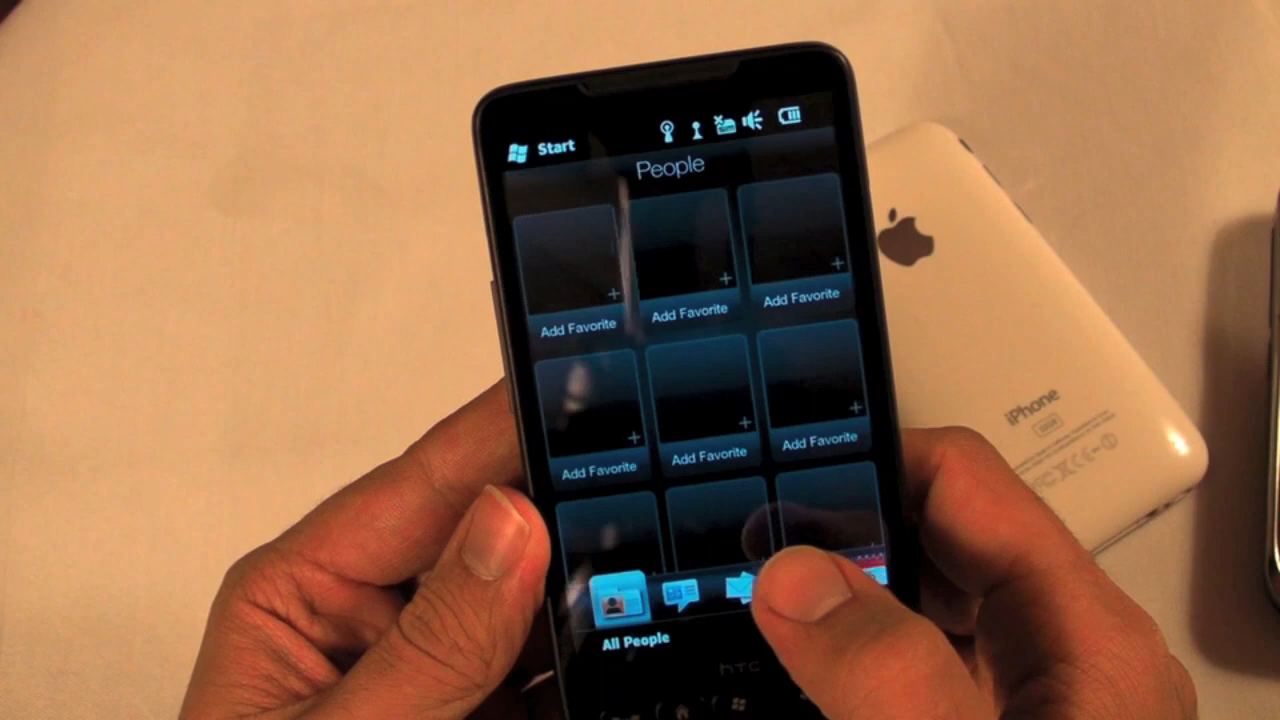 Start
People
Add Favorite
Add Favorite
Add Favorite
Add Favorite
Add Favorite
Add Favorite
All People
hTC
iPhone